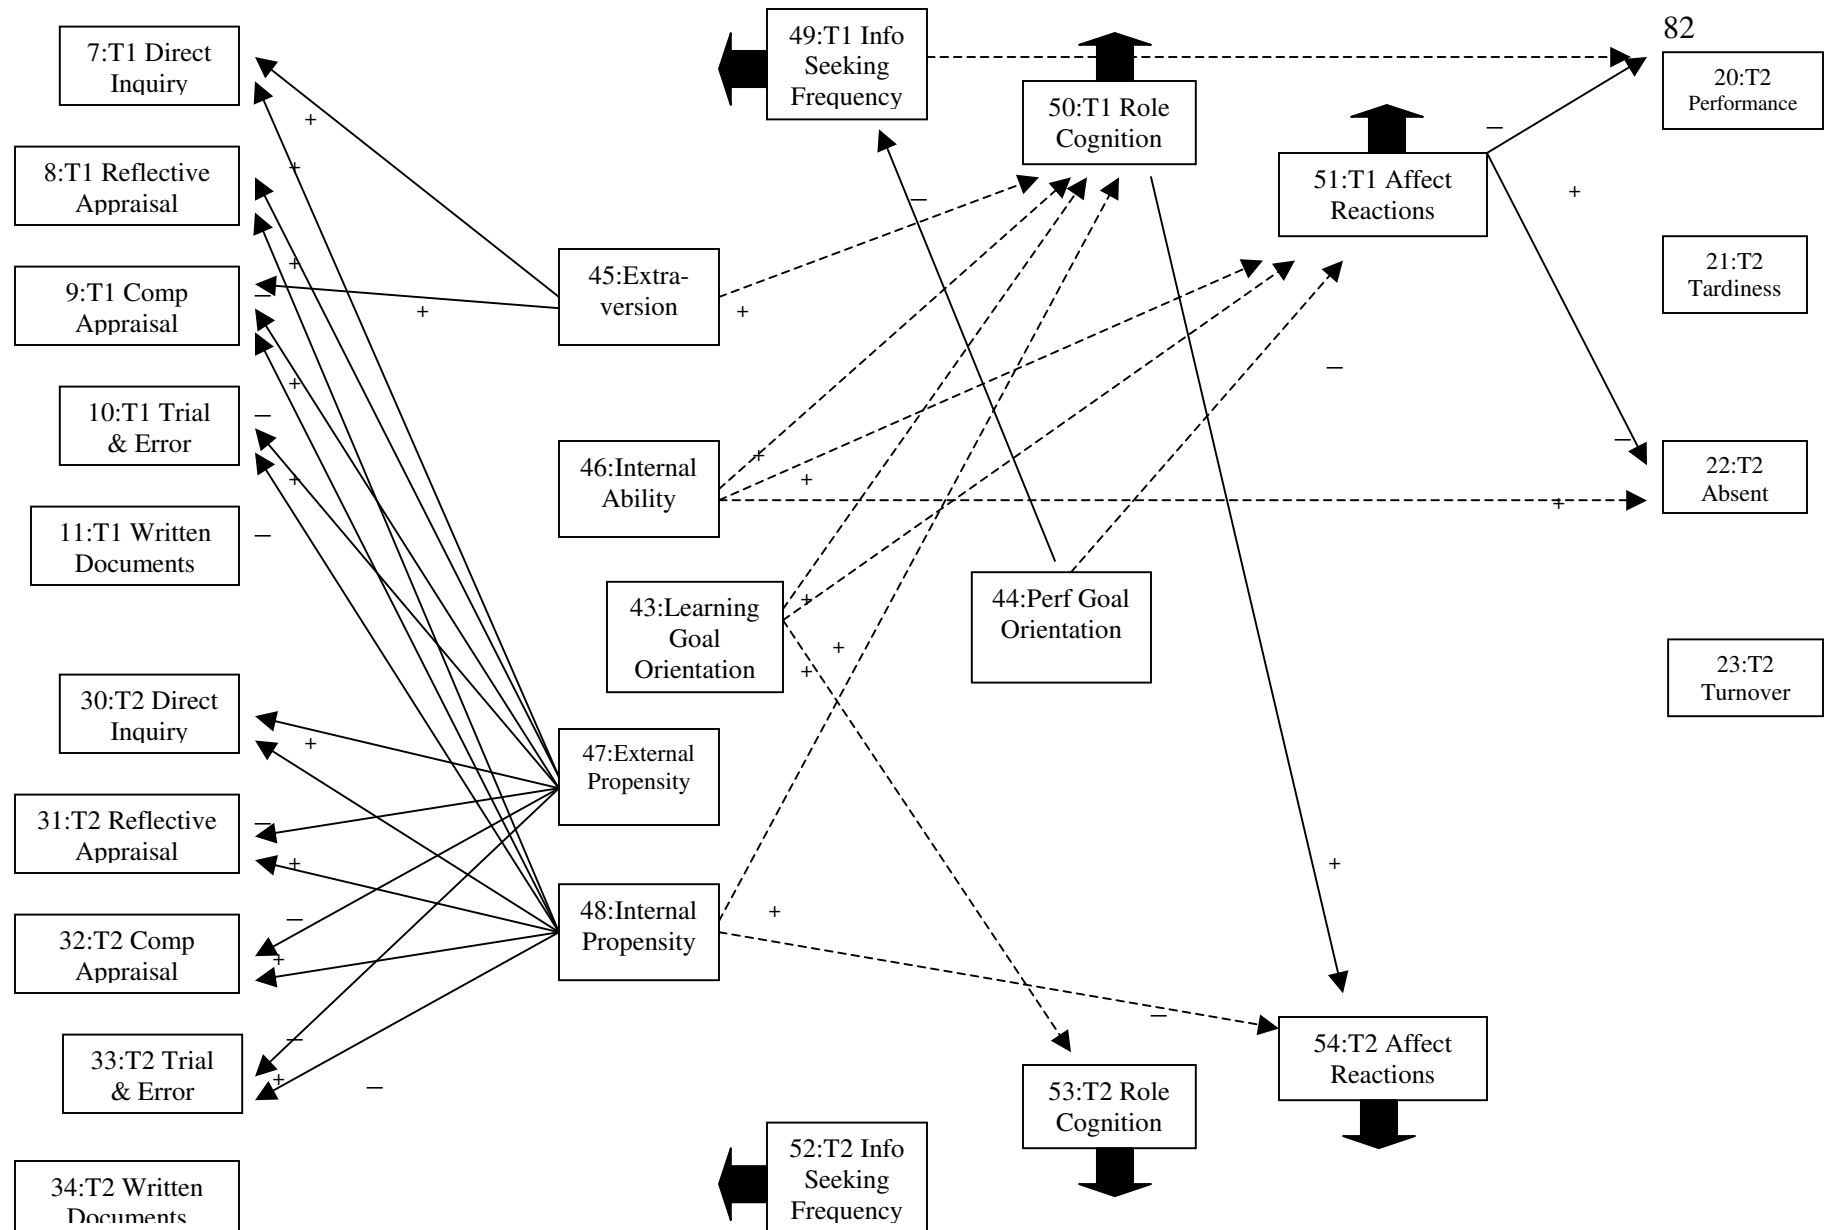 82
7:T1 Direct
Inquiry
8:T1 Reflective
Appraisal
9:T1 Comp
Appraisal
10:T1 Trial
& Error
11:T1 Written
Documents
30:T2 Direct
Inquiry
31:T2 Reflective
Appraisal
32:T2 Comp
Appraisal
33:T2 Trial
& Error
34:T2 Written
Documents
+
+
+
–
+
–
+
–
+
+
–
+
–
+
–
+
–
45:Extra-
version
46:Internal
Ability
43:Learning
Goal
Orientation
47:External
Propensity
48:Internal
Propensity
+
+
+
+
+
+
+
49:T1 Info
Seeking
Frequency
–
44:Perf Goal
Orientation
52:T2 Info
Seeking
Frequency
50:T1 Role
Cognition
53:T2 Role
Cognition
–
51:T1 Affect
Reactions
–
+
54:T2 Affect
Reactions
–
+
–
+
20:T2
Performance
21:T2
Tardiness
22:T2
Absent
23:T2
Turnover